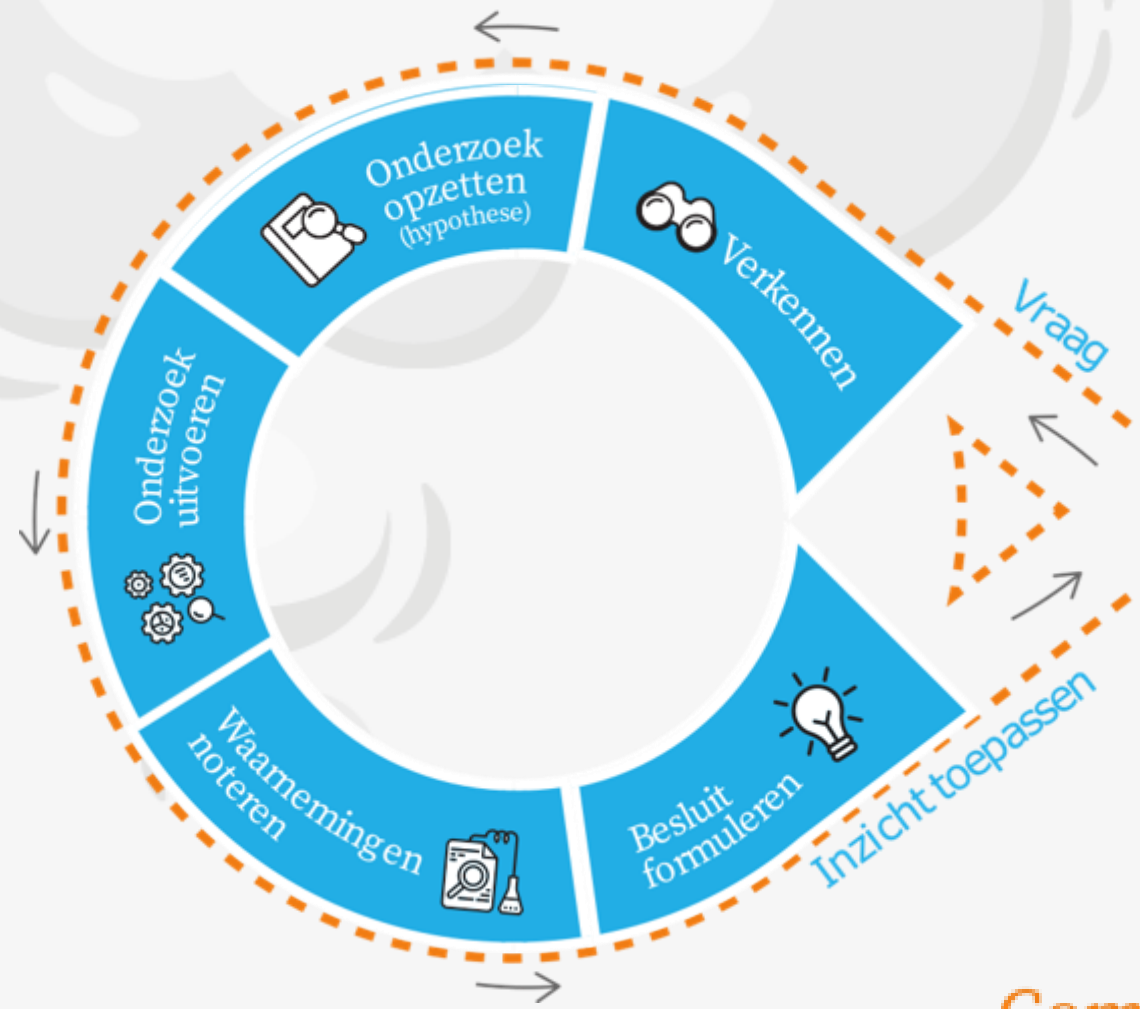 Vraag
Verkennen
Onderzoek
opzetten
(hypothese)
Onderzoek
uitvoeren
Waarnemingen
noteren
Besluit
formuleren
Inzicht toepassen